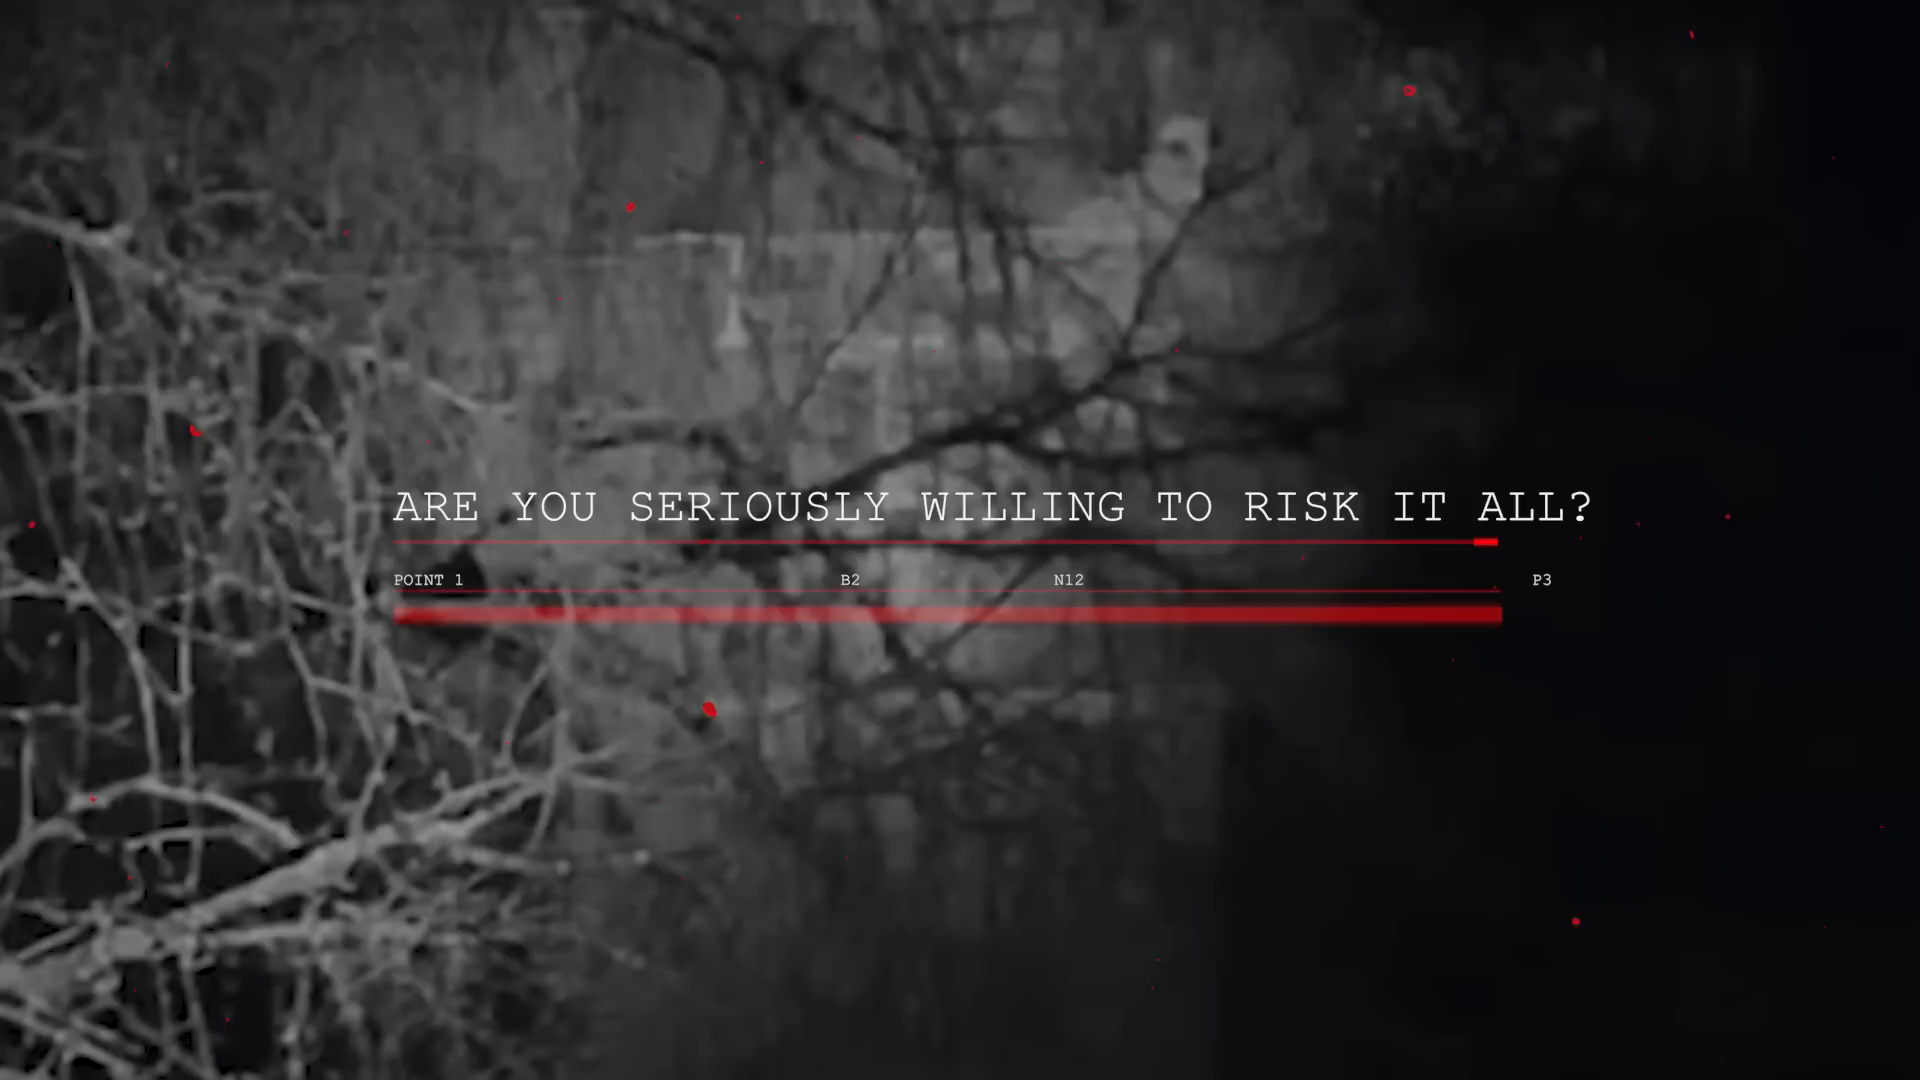 ARE YOU SERIOUSLY WILLING TO RISK IT ALL?
POINT 1 B2 N12 P3